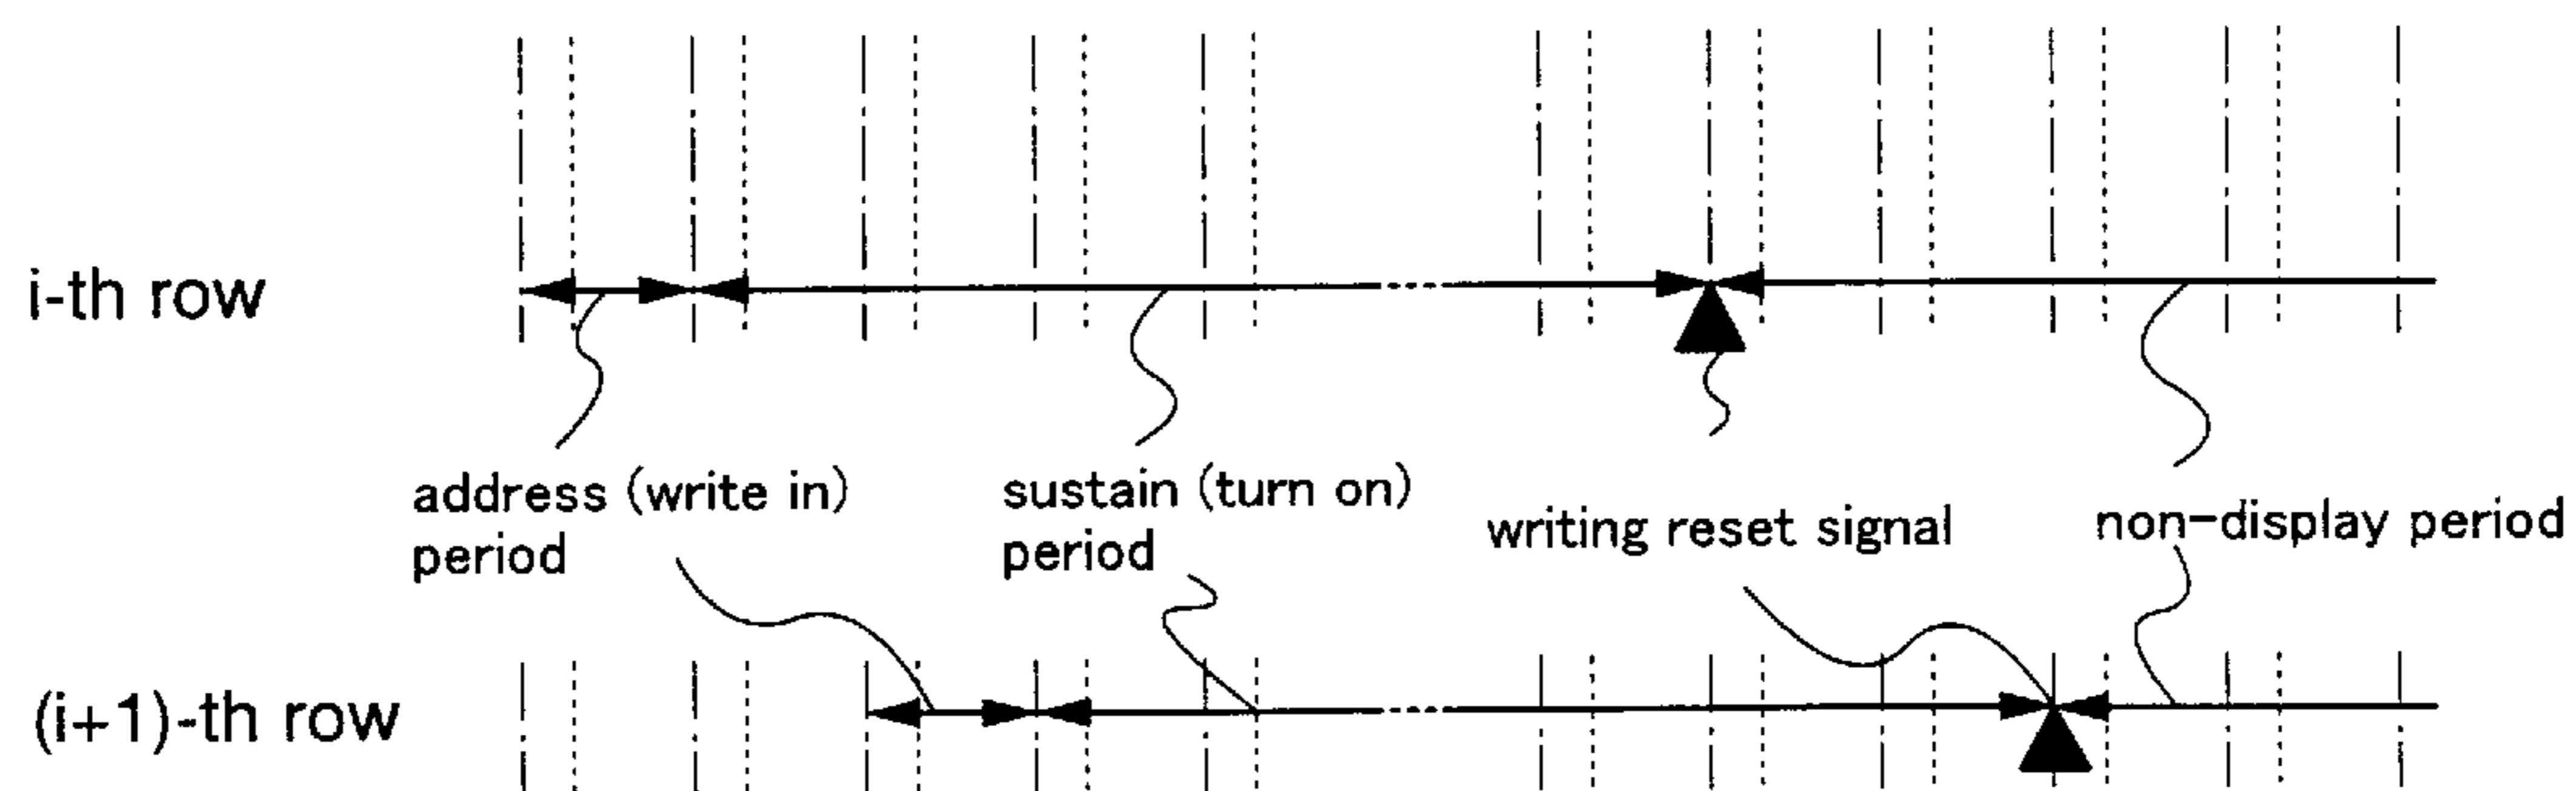 i-th row
address (write in)
period
sustain (turn on)
period
writing reset signal
non-display period
(i+1)-th row